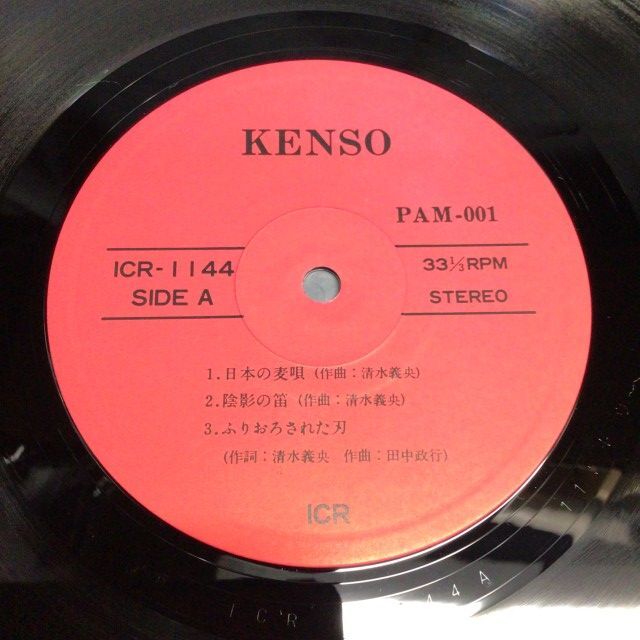 KENSO
PAM-001
ICR-1144
33⅓RPM
SIDE A
STEREO
1.日本の麦唄 (作曲:清水義央)
2.陰影の笛 (作曲:清水義央)
3.ふりおろされた刃
(作詞:清水義央 作曲:田中政行)
ICR